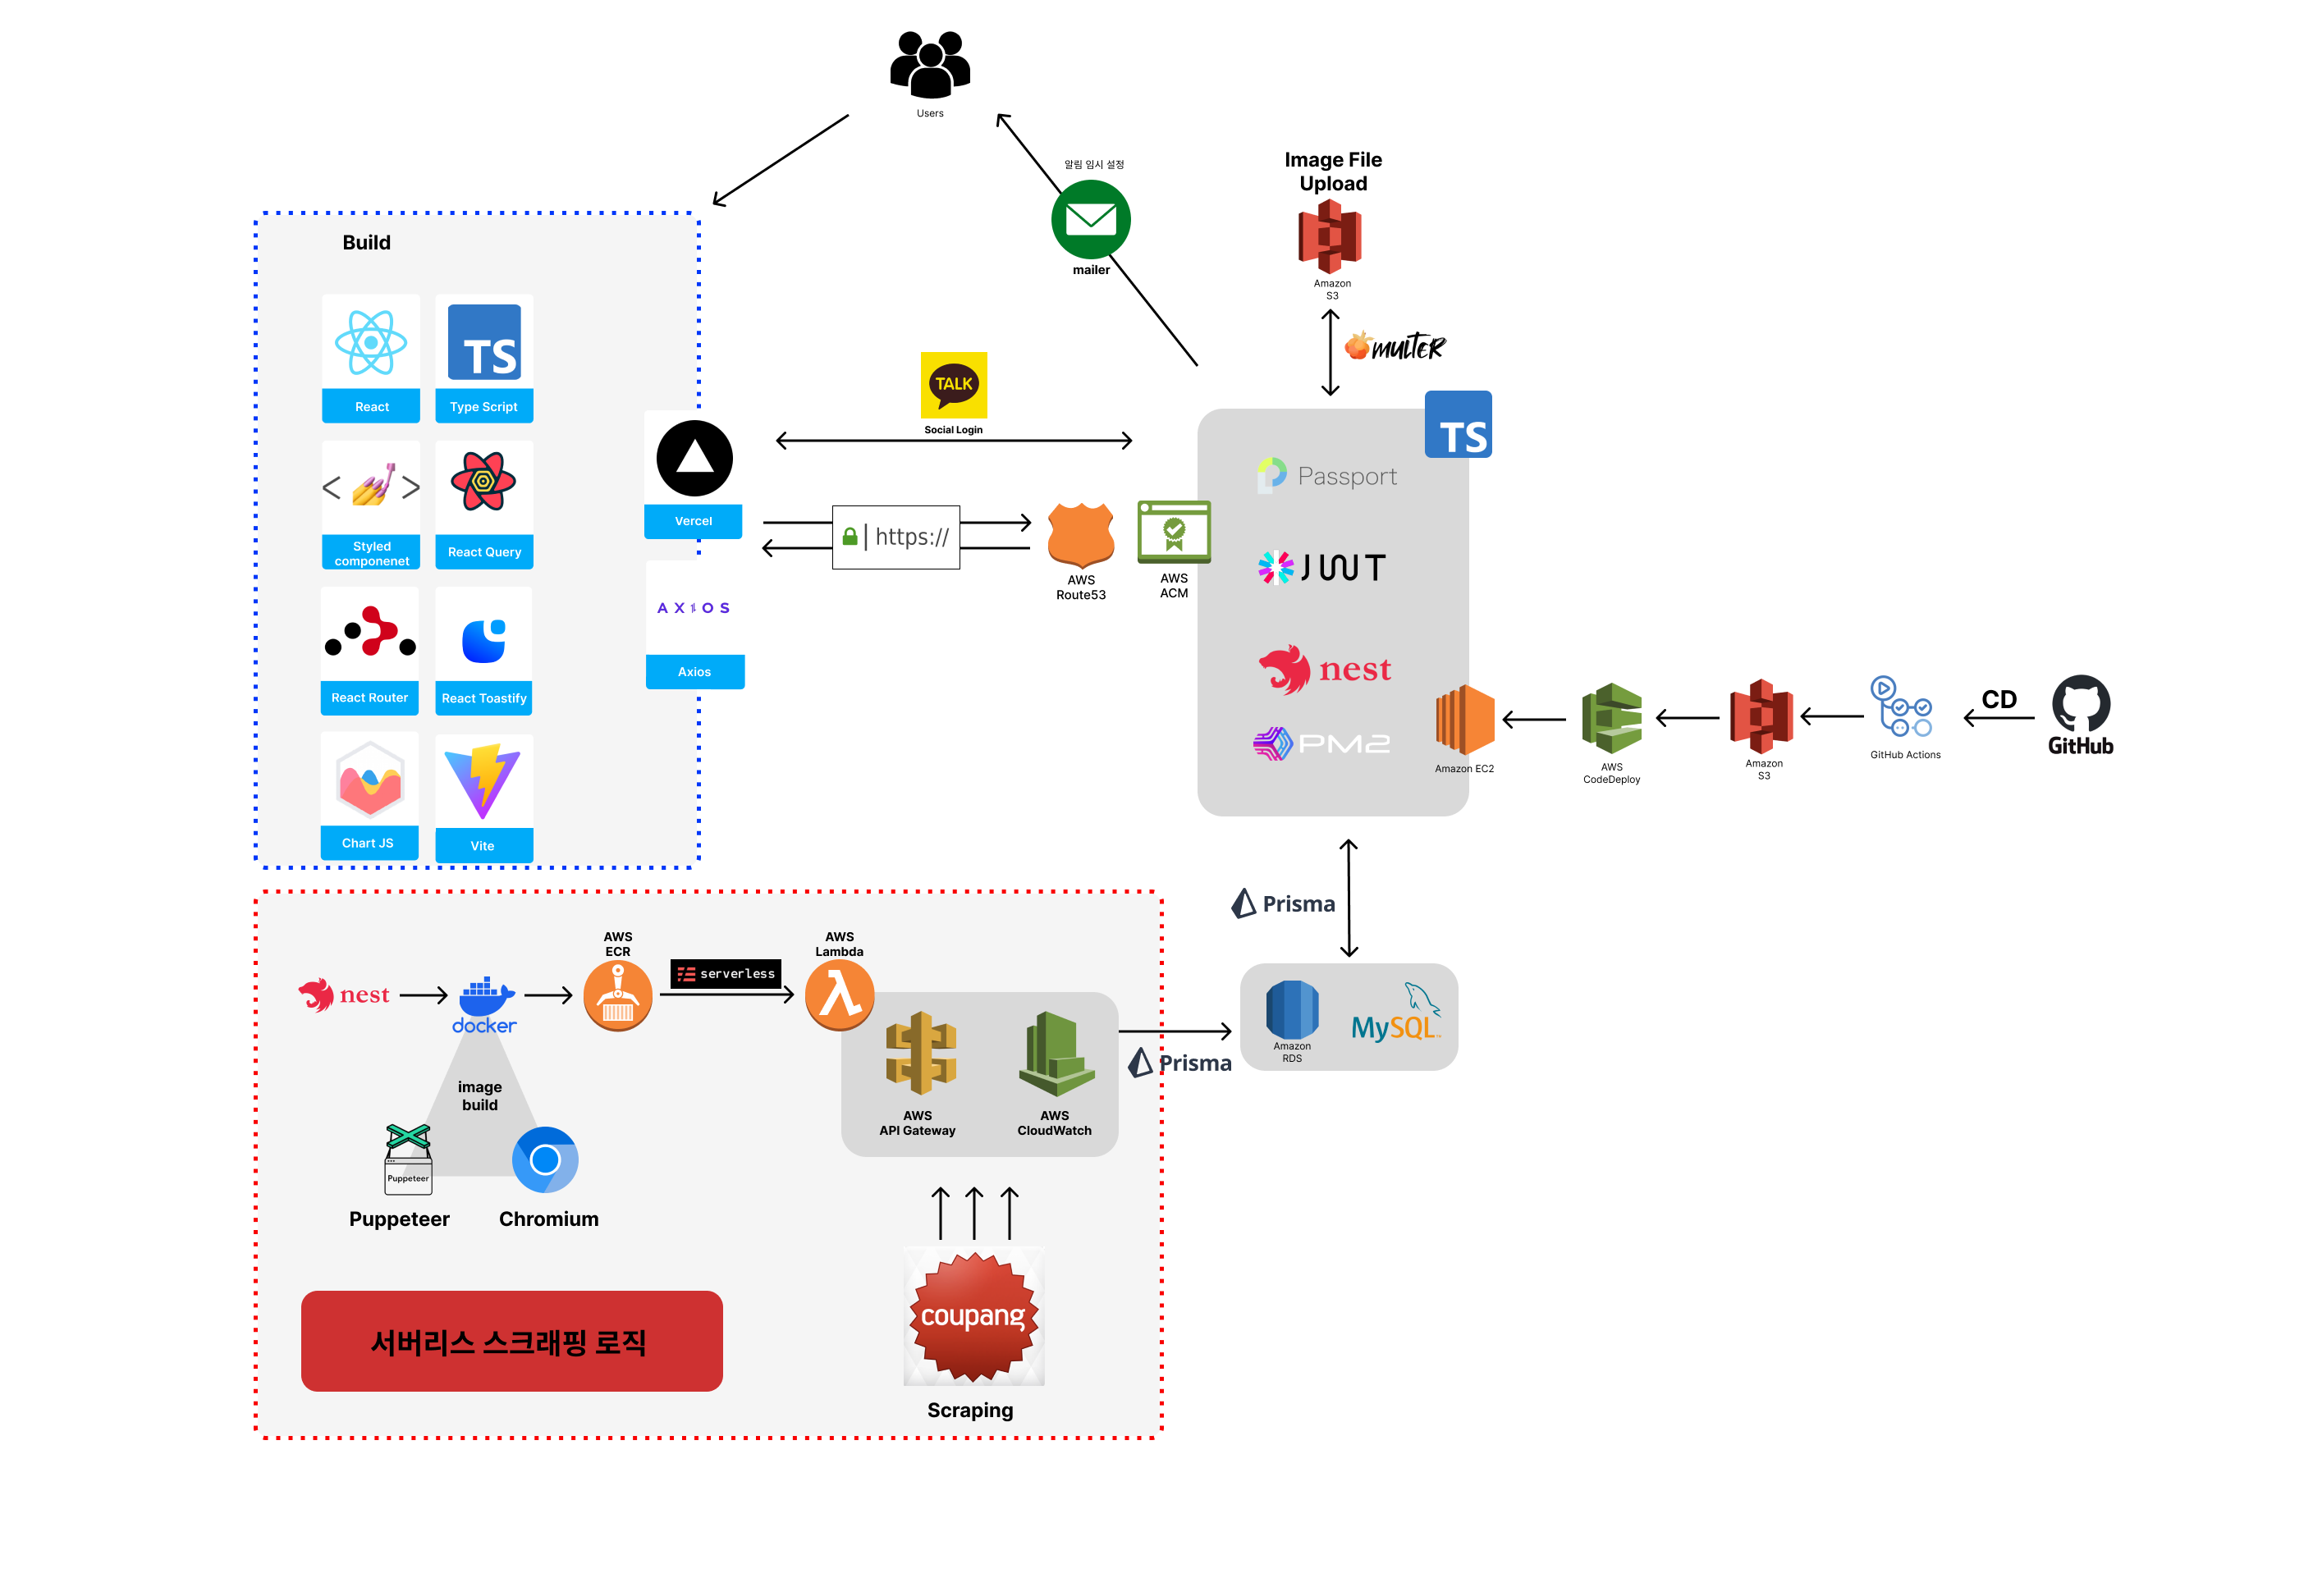 Users
알림 임시 설정
mailer
Image File
Upload
Amazon
S3
MULTER
Build
React
TS
Type Script
Styled
componenet
React Query
React Router
React Toastify
Chart JS
Vite
Vercel
AXIOS
Axios
TALK
Social Login
https://
AWS
Route53
AWS
ACM
TS
Passport
JWT
nest
PM2
Amazon EC2
AWS
CodeDeploy
Amazon
S3
GitHub Actions
CD
GitHub
Prisma
Amazon
RDS
MySQL
nest
docker
AWS
ECR
serverless
AWS
Lambda
AWS
API Gateway
AWS
CloudWatch
Prisma
image
build
Puppeteer
Puppeteer
Chromium
서버리스 스크래핑 로직
coupang
Scraping